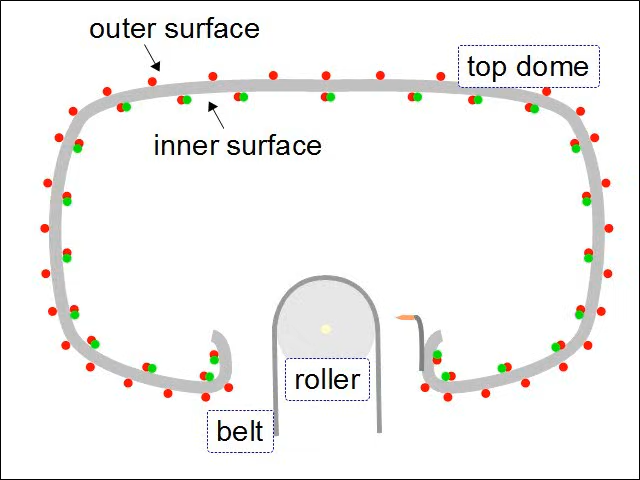 outer surface
top dome
inner surface
roller
belt